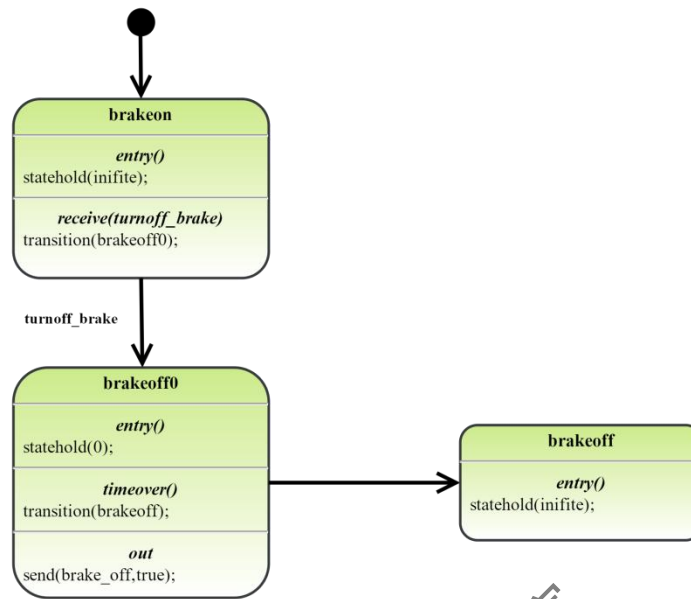 brakeon
entry()
statehold(inifite);
receive(turnoff_brake)
transition(brakeoff0);
turnoff_brake
brakeoff0
entry()
statehold(0);
timeover()
transition(brakeoff);
out
send(brake_off,true);
brakeoff
entry()
statehold(inifite);